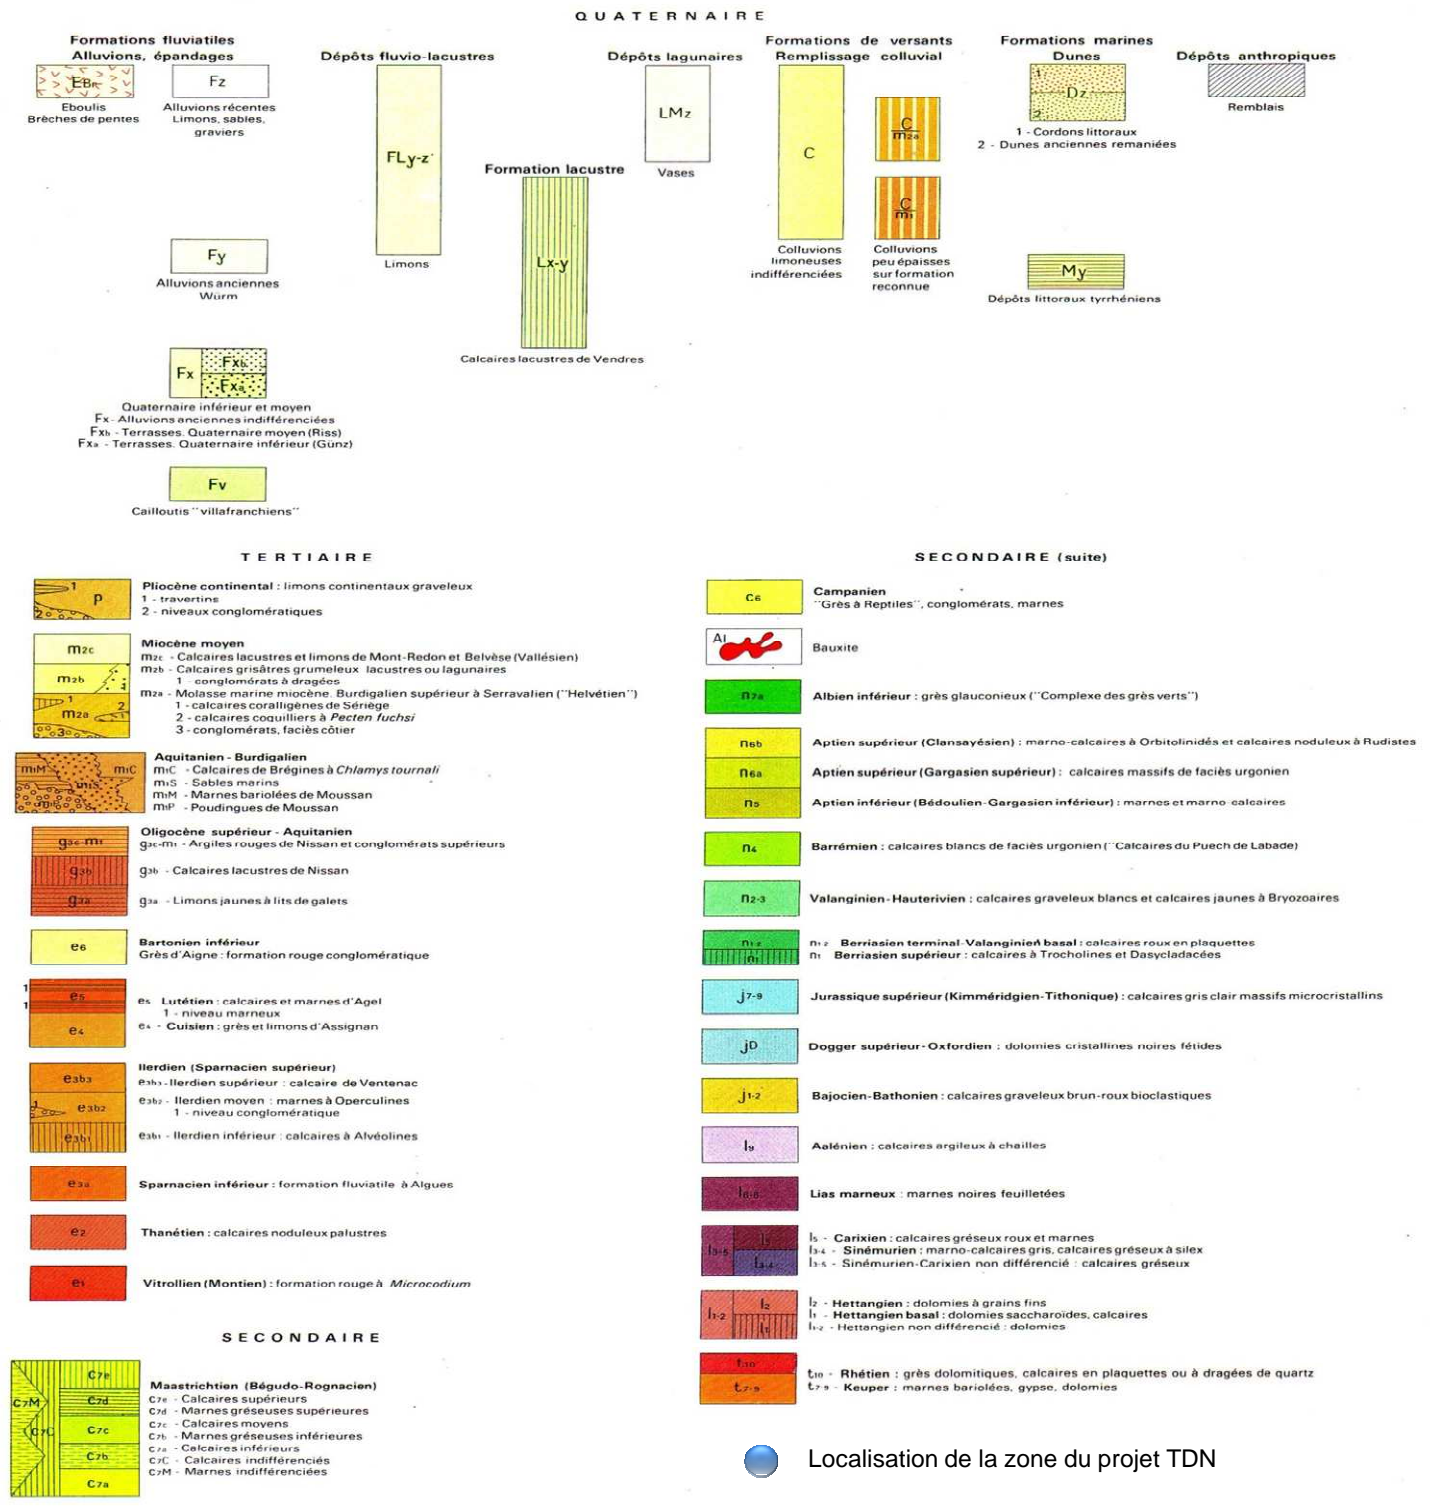 QUATERNAIRE
Formations fluviatiles
Alluvions, épandages
EBr
Eboulis
Brèches de pentes
Fz
Alluvions récentes
Limons, sables,
graviers
Fy
Alluvions anciennes
Würm
Fx
Fxb
Fxa
Quaternaire inférieur et moyen
Fx - Alluvions anciennes indifférenciées
Fxb - Terrasses. Quaternaire moyen (Riss)
Fxa - Terrasses. Quaternaire inférieur (Günz)
Fv
Cailloutis "villafranchiens"
Dépôts fluvio-lacustres
FLy-z
Limons
Formation lacustre
Lx-y
Calcaires lacustres de Vendres
Dépôts lagunaires
LMz
Vases
Formations de versants
Remplissage colluvial
C
Colluvions
limoneuses
indifférenciées
C
m2a
C
m1
Colluvions
peu épaisses
sur formation
reconnue
Formations marines
Dunes
1
Dz
2
1 - Cordons littoraux
2 - Dunes anciennes remaniées
My
Dépôts littoraux tyrrhéniens
Dépôts anthropiques
Remblais
TERTIAIRE
1
p
2
Pliocène continental : limons continentaux graveleux
1 - travertins
2 - niveaux conglomératiques
m2c
m2b
1
1
m2a
2
3
Miocène moyen
m2c - Calcaires lacustres et limons de Mont-Redon et Belvèse (Vallésien)
m2b - Calcaires grisâtres grumeleux lacustres ou lagunaires
1 - conglomérats à dragées
m2a - Molasse marine miocène. Burdigalien supérieur à Serravalien ("Helvétien")
1 - calcaires coralligènes de Sériège
2 - calcaires coquilliers à Pecten fuchsi
3 - conglomérats, faciès côtier
m1M
m1C
m1S
Aquitanien - Burdigalien
m1C - Calcaires de Brégines à Chlamys tournali
m1S - Sables marins
m1M - Marnes bariolées de Moussan
m1P - Poudingues de Moussan
g3c-m1
g3b
g3a
Oligocène supérieur - Aquitanien
g3c-m1 - Argiles rouges de Nissan et conglomérats supérieurs
g3b - Calcaires lacustres de Nissan
g3a - Limons jaunes à lits de galets
e6
Bartonien inférieur
Grès d'Aigne : formation rouge conglomératique
1
1
e5
e4
e5 Lutétien : calcaires et marnes d'Agel
1 - niveau marneux
e4 - Cuisien : grès et limons d'Assignan
e3b3
1
e3b2
e3b1
Ilerdien (Sparnacien supérieur)
e3b3 - Ilerdien supérieur : calcaire de Ventenac
e3b2 - Ilerdien moyen : marnes à Operculines
1 - niveau conglomératique
e3b1 - Ilerdien inférieur : calcaires à Alvéolines
e3a
Sparnacien inférieur : formation fluviatile à Algues
e2
Thanétien : calcaires noduleux palustres
e1
Vitrollien (Montien) : formation rouge à Microcodium
SECONDAIRE
C7M
C7C
C7e
C7d
C7c
C7b
C7a
Maastrichtien (Bégudo-Rognacien)
C7e - Calcaires supérieurs
C7d - Marnes gréseuses supérieures
C7c - Calcaires moyens
C7b - Marnes gréseuses inférieures
C7a - Calcaires inférieurs
C7C - Calcaires indifférenciés
C7M - Marnes indifférenciées
SECONDAIRE (suite)
C6
Campanien
"Grès à Reptiles", conglomérats, marnes
Al
Bauxite
n7a
Albien inférieur : grès glauconieux ("Complexe des grès verts")
n6b
Aptien supérieur (Clansayésien) : marno-calcaires à Orbitolinidés et calcaires noduleux à Rudistes
n6a
Aptien supérieur (Gargasien supérieur) : calcaires massifs de faciès urgonien
n5
Aptien inférieur (Bédoulien-Gargasien inférieur) : marnes et marno-calcaires
n4
Barrémien : calcaires blancs de faciès urgonien ("Calcaires du Puech de Labade)
n2-3
Valanginien-Hauterivien : calcaires graveleux blancs et calcaires jaunes à Bryozoaires
n1-2
n1
n1-2 Berriasien terminal-Valanginien basal : calcaires roux en plaquettes
n1 Berriasien supérieur : calcaires à Trocholines et Dasycladacées
j7-9
Jurassique supérieur (Kimméridgien-Tithonique) : calcaires gris clair massifs microcristallins
jD
Dogger supérieur-Oxfordien : dolomies cristallines noires fétides
j1-2
Bajocien-Bathonien : calcaires graveleux brun-roux bioclastiques
l9
Aalénien : calcaires argileux à chailles
l6-8
Lias marneux : marnes noires feuilletées
l3-5
l5
l3-4
l5 - Carixien : calcaires gréseux roux et marnes
l3-4 - Sinémurien : marno-calcaires gris, calcaires gréseux à silex
l3-5 - Sinémurien-Carixien non différencié : calcaires gréseux
l1-2
l2
l1
l2 - Hettangien : dolomies à grains fins
l1 - Hettangien basal : dolomies saccharoïdes, calcaires
l1-2 - Hettangien non différencié : dolomies
t10
t7-9
t10 - Rhétien : grès dolomitiques, calcaires en plaquettes ou à dragées de quartz
t7-9 - Keuper : marnes bariolées, gypse, dolomies
Localisation de la zone du projet TDN